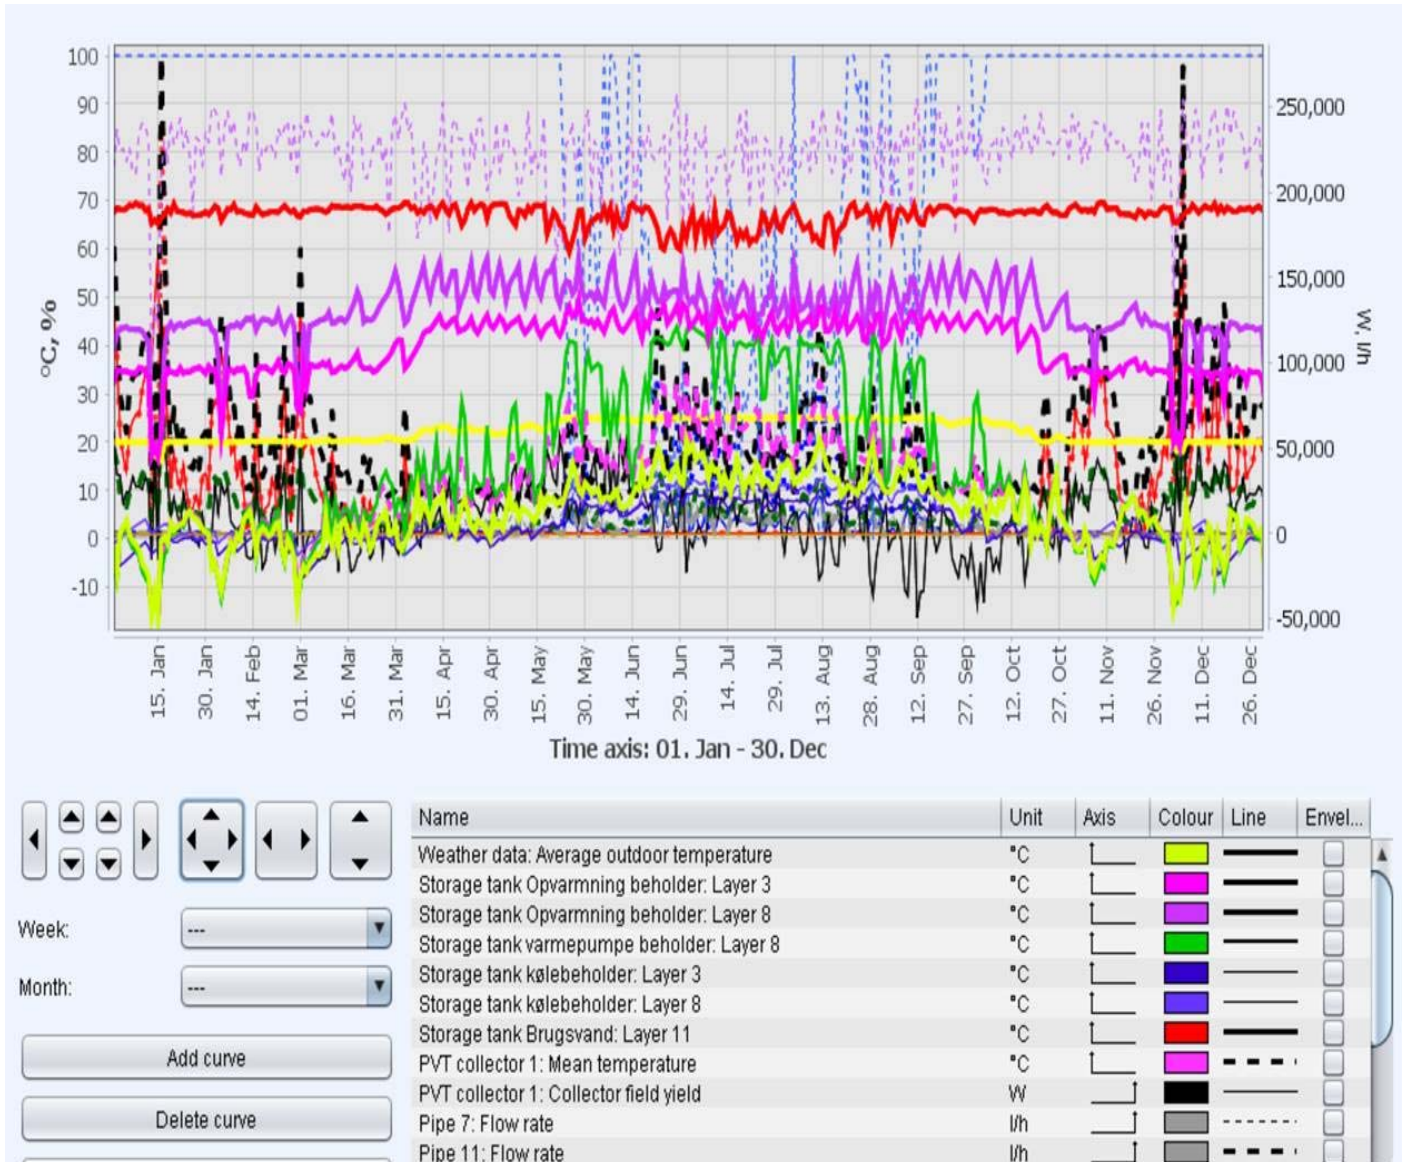 100
90
80
70
60
50
40
30
20
10
0
-10
°C, %
250,000
200,000
150,000
100,000
50,000
0
-50,000
W, l/h
15. Jan
30. Jan
14. Feb
01. Mar
16. Mar
31. Mar
15. Apr
30. Apr
15. May
30. May
14. Jun
29. Jun
14. Jul
29. Jul
13. Aug
28. Aug
12. Sep
27. Sep
12. Oct
27. Oct
11. Nov
26. Nov
11. Dec
26. Dec
Time axis: 01. Jan - 30. Dec
Week:
---
Month:
---
Add curve
Delete curve
Name Unit Axis Colour Line Envel...
Weather data: Average outdoor temperature °C
Storage tank Opvarmning beholder: Layer 3 °C
Storage tank Opvarmning beholder: Layer 8 °C
Storage tank varmepumpe beholder: Layer 8 °C
Storage tank kølebeholder: Layer 3 °C
Storage tank kølebeholder: Layer 8 °C
Storage tank Brugsvand: Layer 11 °C
PVT collector 1: Mean temperature °C
PVT collector 1: Collector field yield W
Pipe 7: Flow rate l/h
Pipe 11: Flow rate l/h